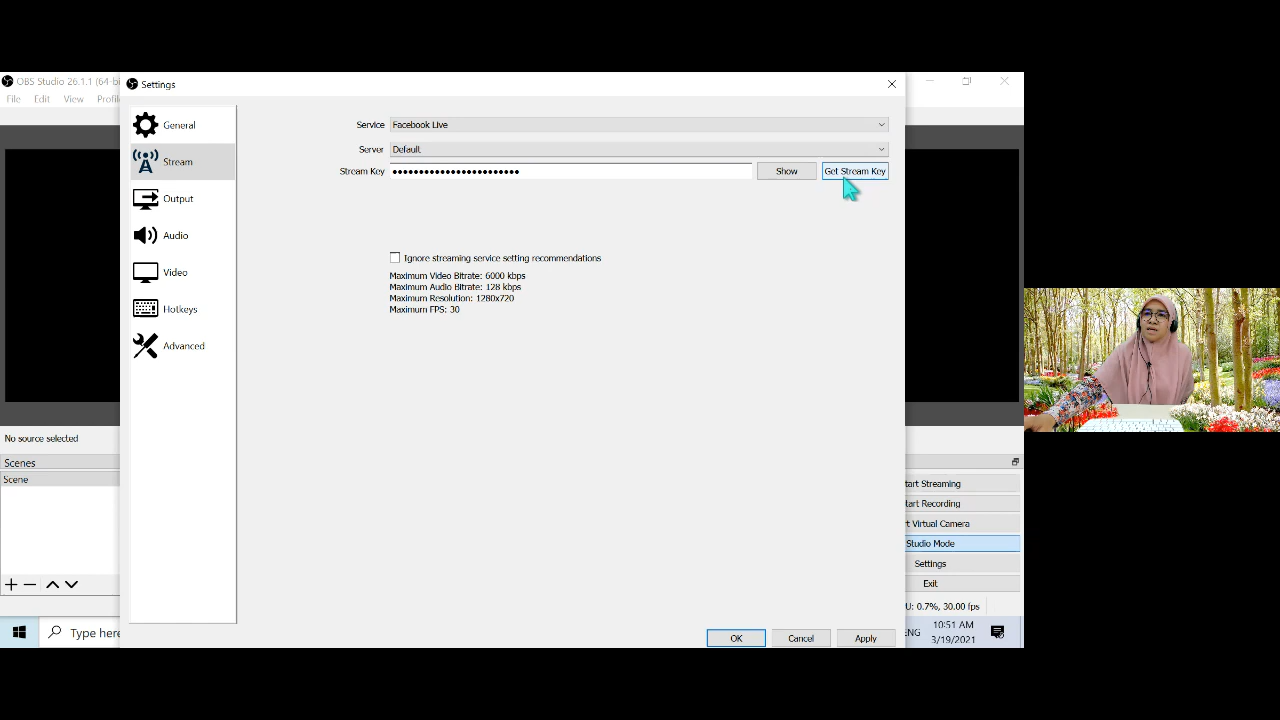 OBS Studio 26.1.1 (64-bi
File Edit View Profil
Settings
General
Stream
Output
Audio
Video
Hotkeys
Advanced
Service Facebook Live
Server Default
Stream Key Show Get Stream Key
Ignore streaming service setting recommendations
Maximum Video Bitrate: 6000 kbps
Maximum Audio Bitrate: 128 kbps
Maximum Resolution: 1280x720
Maximum FPS: 30
OK Cancel Apply
No source selected
Scenes
Scene
tart Streaming
tart Recording
rt Virtual Camera
Studio Mode
Settings
Exit
U: 0.7%, 30.00 fps
Type here
ENG
10:51 AM
3/19/2021